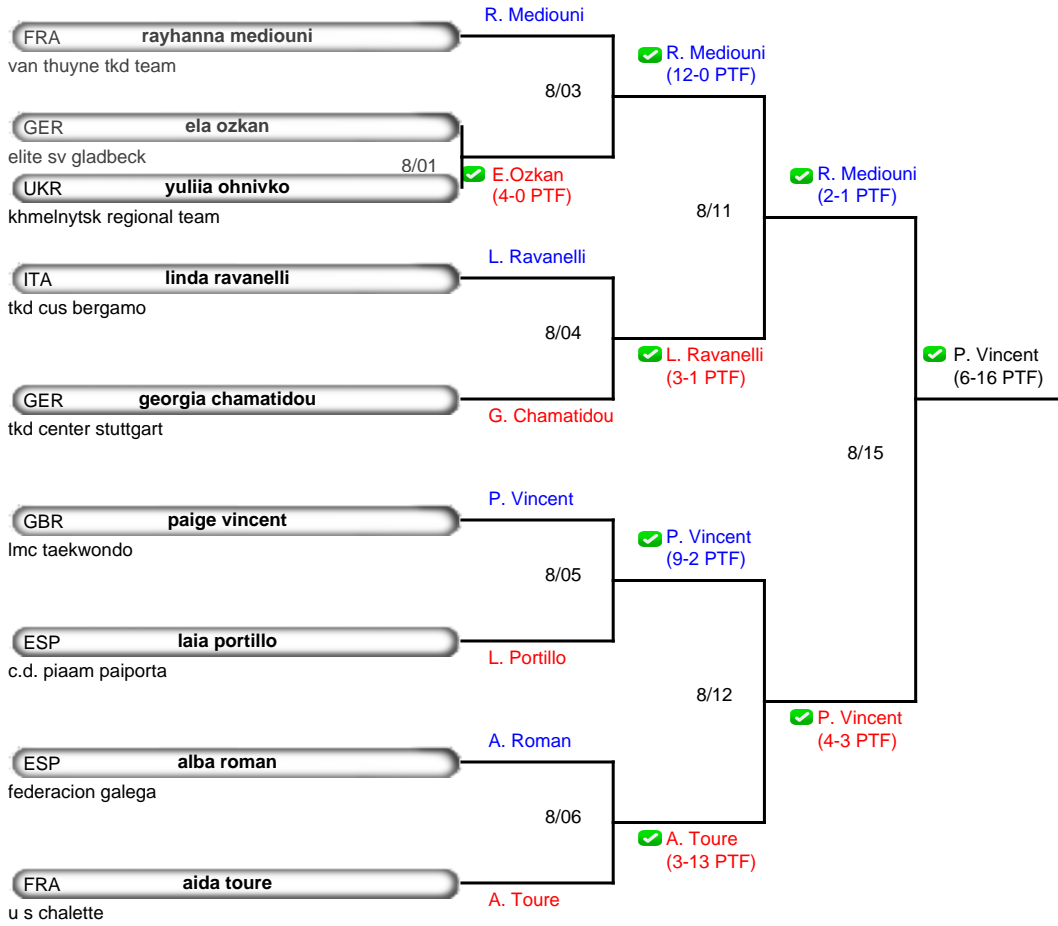 R. Mediouni
FRA rayhanna mediouni
van thuyne tkd team
8/03
R. Mediouni
(12-0 PTF)
GER ela ozkan
elite sv gladbeck
8/01
E.Ozkan
(4-0 PTF)
UKR yuliia ohnivko
khmelnytsk regional team
8/11
R. Mediouni
(2-1 PTF)
L. Ravanelli
ITA linda ravanelli
tkd cus bergamo
8/04
L. Ravanelli
(3-1 PTF)
GER georgia chamatidou
tkd center stuttgart
G. Chamatidou
8/15
P. Vincent
(6-16 PTF)
P. Vincent
GBR paige vincent
lmc taekwondo
8/05
P. Vincent
(9-2 PTF)
ESP laia portillo
c.d. piaam paiporta
L. Portillo
8/12
P. Vincent
(4-3 PTF)
A. Roman
ESP alba roman
federacion galega
8/06
A. Toure
(3-13 PTF)
FRA aida toure
u s chalette
A. Toure